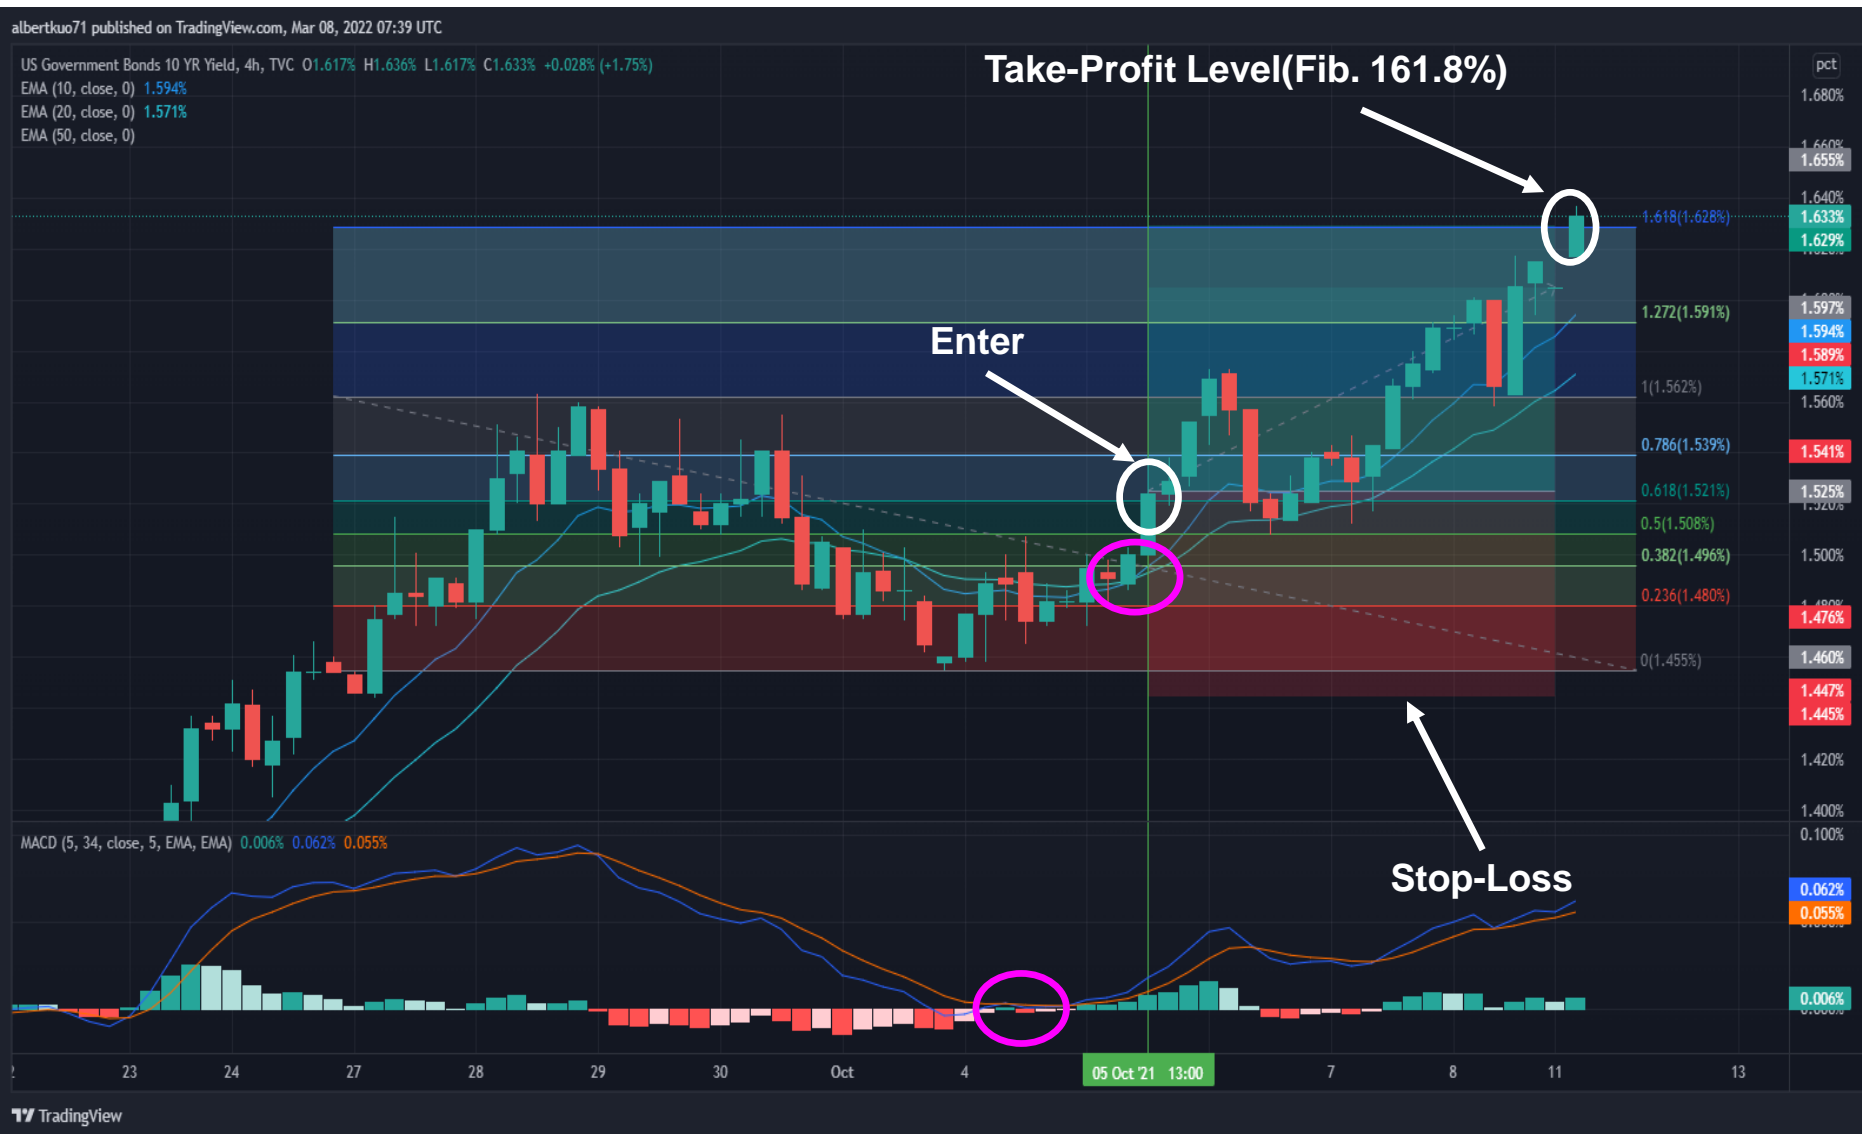 albertkuo71 published on TradingView.com, Mar 08, 2022 07:39 UTC
US Government Bonds 10 YR Yield, 4h, TVC O1.617% H1.636% L1.617% C1.633% +0.028% (+1.75%)
EMA (10, close, 0) 1.594%
EMA (20, close, 0) 1.571%
EMA (50, close, 0)
Take-Profit Level(Fib. 161.8%)
Enter
Stop-Loss
1.618(1.628%)
1.272(1.591%)
1(1.562%)
0.786(1.539%)
0.618(1.521%)
0.5(1.508%)
0.382(1.496%)
0.236(1.480%)
0(1.455%)
pct
1.680%
1.660%
1.655%
1.640%
1.633%
1.629%
1.597%
1.594%
1.589%
1.571%
1.560%
1.541%
1.525%
1.520%
1.500%
1.476%
1.460%
1.447%
1.445%
1.420%
1.400%
MACD (5, 34, close, 5, EMA, EMA) 0.006% 0.062% 0.055%
0.100%
0.062%
0.055%
0.006%
23 24 27 28 29 30 Oct 4 05 Oct '21 13:00 7 8 11 13
TradingView